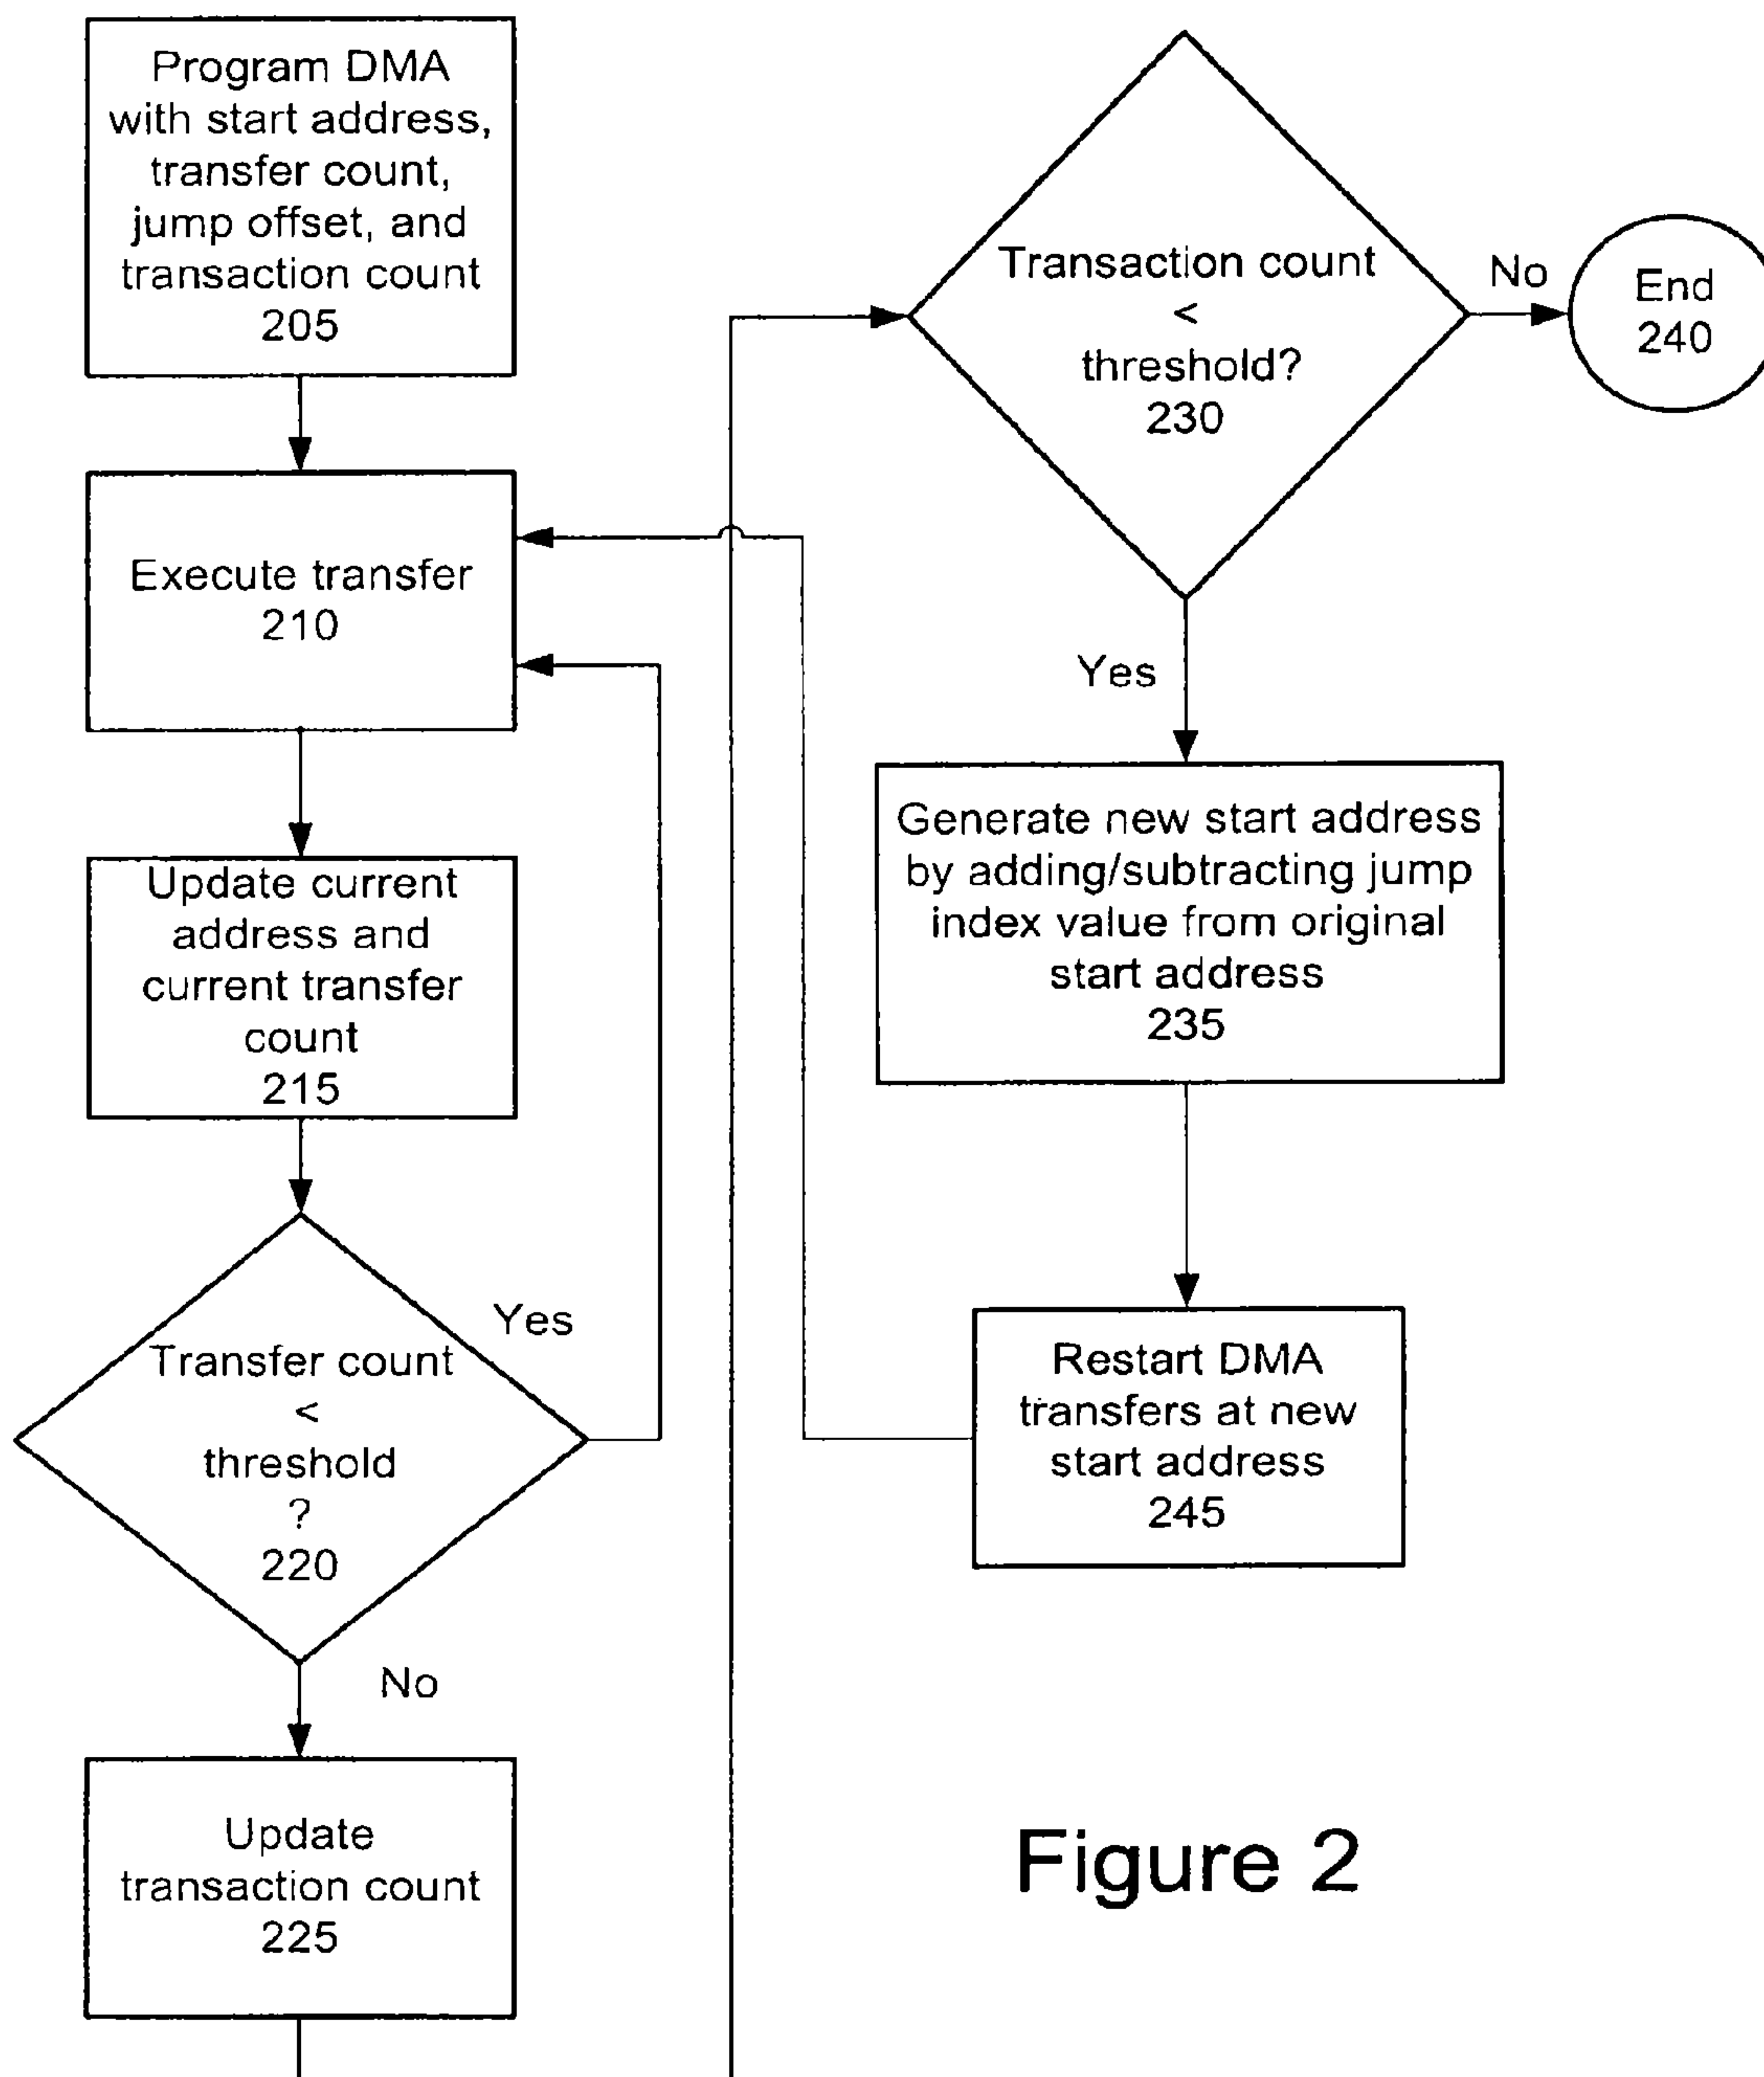 Program DMA
with start address,
transfer count,
jump offset, and
transaction count
205
Execute transfer
210
Update current
address and
current transfer
count
215
Yes
Transfer count
<
threshold
?
220
No
Update
transaction count
225
Transaction count
<
threshold?
230
No
End
240
Yes
Generate new start address
by adding/subtracting jump
index value from original
start address
235
Restart DMA
transfers at new
start address
245
Figure 2